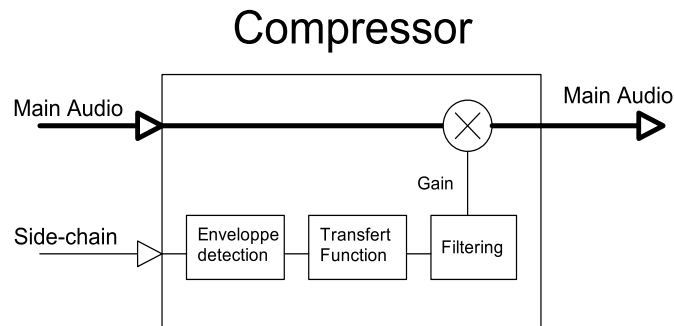 Compressor
Main Audio
Main Audio
Gain
Side-chain
Enveloppe
detection
Transfert
Function
Filtering